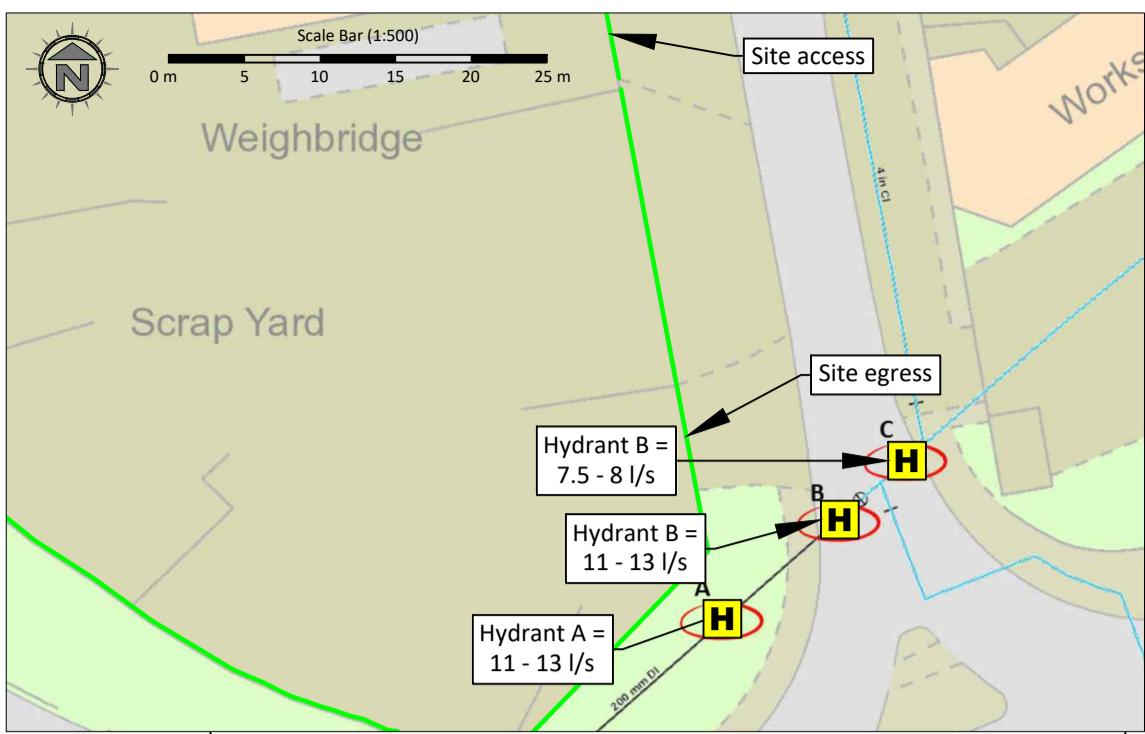 Scale Bar (1:500)
0 m 5 10 15 20 25 m
N
Site access
Works
Weighbridge
4 in CI
Scrap Yard
Site egress
C
Hydrant B =
7.5 - 8 l/s
H
B
H
Hydrant B =
11 - 13 l/s
A
H
Hydrant A =
11 - 13 l/s
200 mm DI